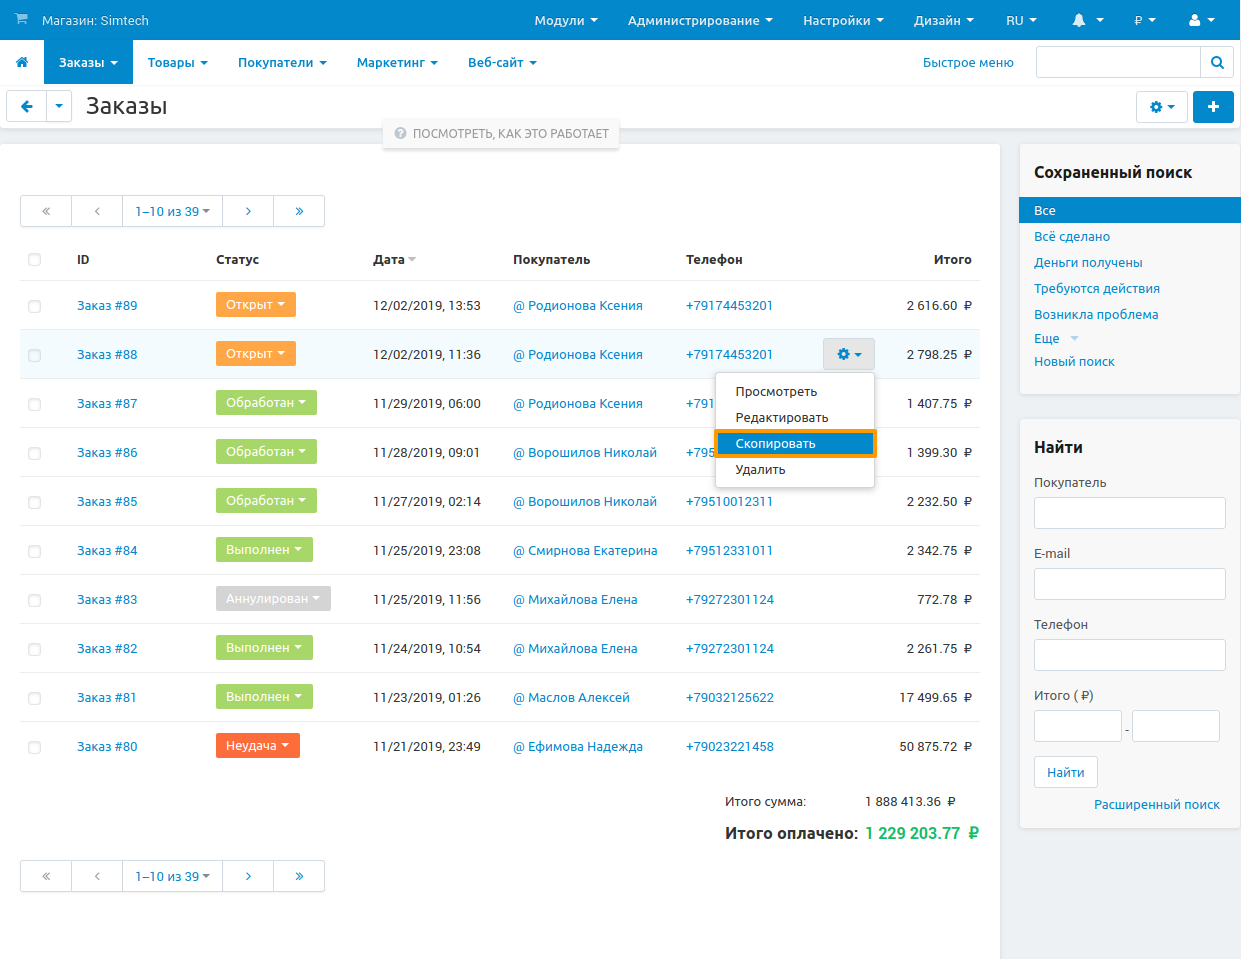 Магазин: Simtech Модули Администрирование Настройки Дизайн RU ₽
Заказы Товары Покупатели Маркетинг Веб-сайт Быстрое меню
Заказы
ПОСМОТРЕТЬ, КАК ЭТО РАБОТАЕТ
« ‹ 1–10 из 39 › »
ID Статус Дата Покупатель Телефон Итого
Заказ #89 Открыт 12/02/2019, 13:53 @ Родионова Ксения +79174453201 2 616.60 ₽
Заказ #88 Открыт 12/02/2019, 11:36 @ Родионова Ксения +79174453201 2 798.25 ₽
Просмотреть
Редактировать
Скопировать
Удалить
Заказ #87 Обработан 11/29/2019, 06:00 @ Родионова Ксения +791 1 407.75 ₽
Заказ #86 Обработан 11/28/2019, 09:01 @ Ворошилов Николай +795 1 399.30 ₽
Заказ #85 Обработан 11/27/2019, 02:14 @ Ворошилов Николай +79510012311 2 232.50 ₽
Заказ #84 Выполнен 11/25/2019, 23:08 @ Смирнова Екатерина +79512331011 2 342.75 ₽
Заказ #83 Аннулирован 11/25/2019, 11:56 @ Михайлова Елена +79272301124 772.78 ₽
Заказ #82 Выполнен 11/24/2019, 10:54 @ Михайлова Елена +79272301124 2 261.75 ₽
Заказ #81 Выполнен 11/23/2019, 01:26 @ Маслов Алексей +79032125622 17 499.65 ₽
Заказ #80 Неудача 11/21/2019, 23:49 @ Ефимова Надежда +79023221458 50 875.72 ₽
Итого сумма: 1 888 413.36 ₽
Итого оплачено: 1 229 203.77 ₽
« ‹ 1–10 из 39 › »
Сохраненный поиск
Все
Всё сделано
Деньги получены
Требуются действия
Возникла проблема
Еще
Новый поиск
Найти
Покупатель
E-mail
Телефон
Итого ( ₽)
-
Найти
Расширенный поиск